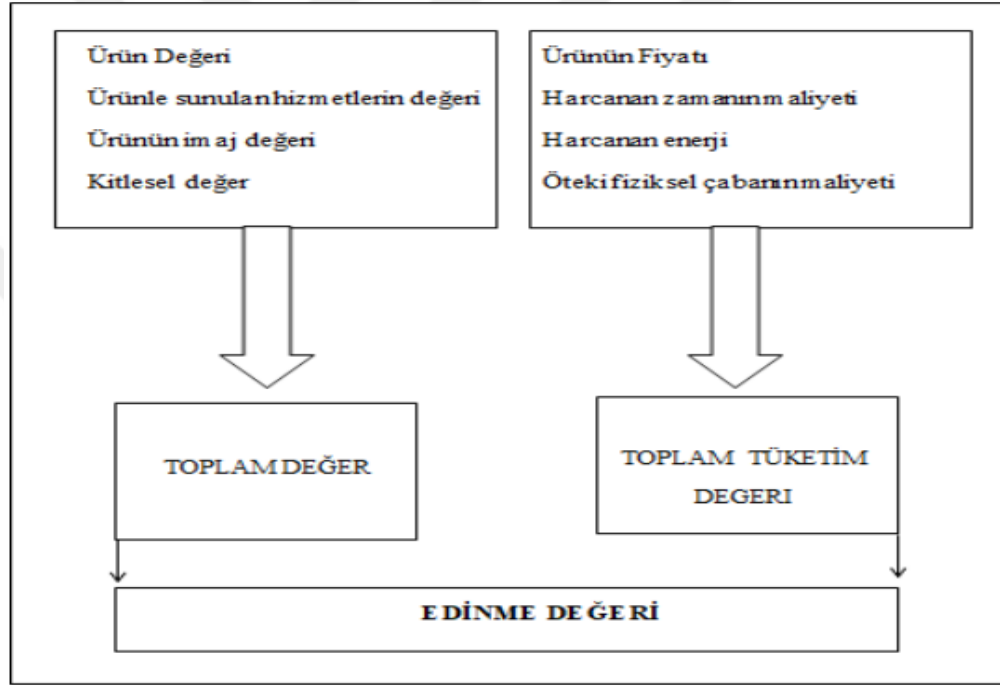 Ürün Değeri
Ürünle sunulan hizmetlerin değeri
Ürünün imaj değeri
Kitlesel değer
Ürünün Fiyatı
Harcanan zamanın maliyeti
Harcanan enerji
Öteki fiziksel çabanın maliyeti
TOPLAM DEĞER
TOPLAM TÜKETİM
DEGERI
EDİNME DEĞERİ